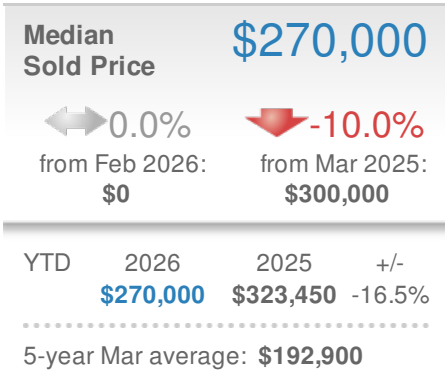 Median $270,000
Sold Price
0.0% -10.0%
from Feb 2026: from Mar 2025:
$0 $300,000
YTD 2026 2025 +/-
$270,000 $323,450 -16.5%
5-year Mar average: $192,900